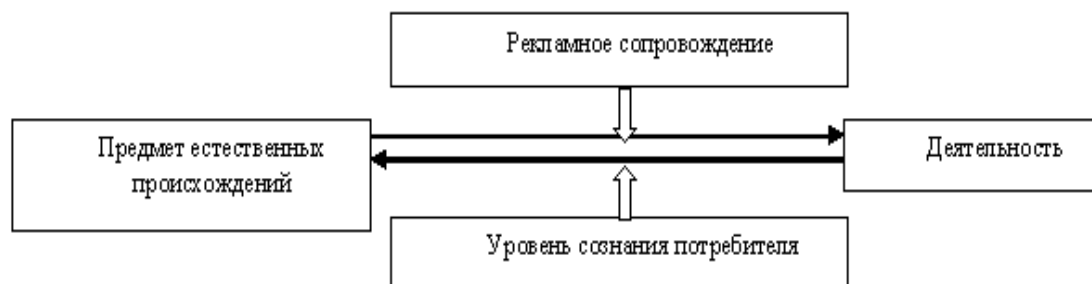 Рекламное сопровождение
Предмет естественных
происхождений
Деятельность
Уровень сознания потребителя